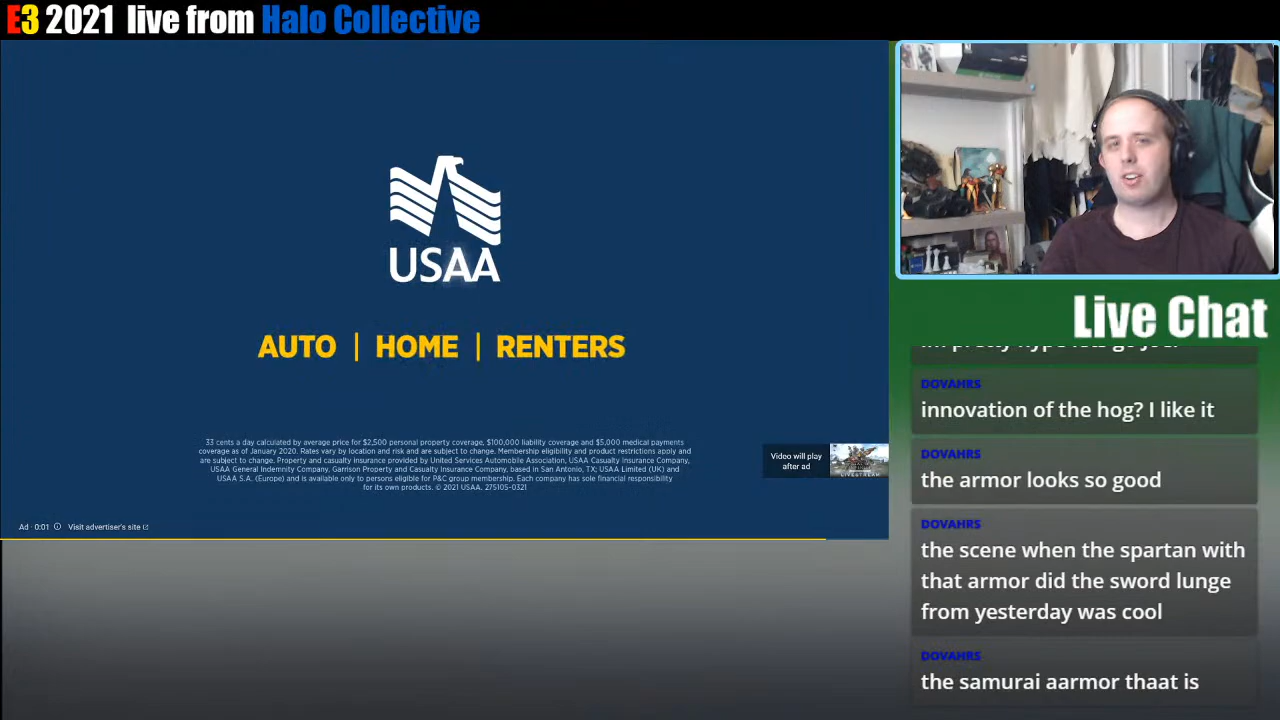 E3 2021 live from Halo Collective
USAA
AUTO | HOME | RENTERS
33 cents a day calculated by average price for $2,500 personal property coverage, $100,000 liability coverage and $5,000 medical payments
coverage as of January 2020. Rates vary by location and risk and are subject to change. Membership eligibility and product restrictions apply and
are subject to change. Property and casualty insurance provided by United Services Automobile Association, USAA Casualty Insurance Company,
USAA General Indemnity Company, Garrison Property and Casualty Insurance Company, based in San Antonio, TX; USAA Limited (UK) and
USAA S.A. (Europe) and is available only to persons eligible for P&C group membership. Each company has sole financial responsibility
for its own products. © 2021 USAA. 275105-0321
Video will play
after ad
LIVESTREAM
Ad · 0:01
Visit advertiser's site
Live Chat
DOVAHRS
innovation of the hog? I like it
DOVAHRS
the armor looks so good
DOVAHRS
the scene when the spartan with
that armor did the sword lunge
from yesterday was cool
DOVAHRS
the samurai aarmor thaat is